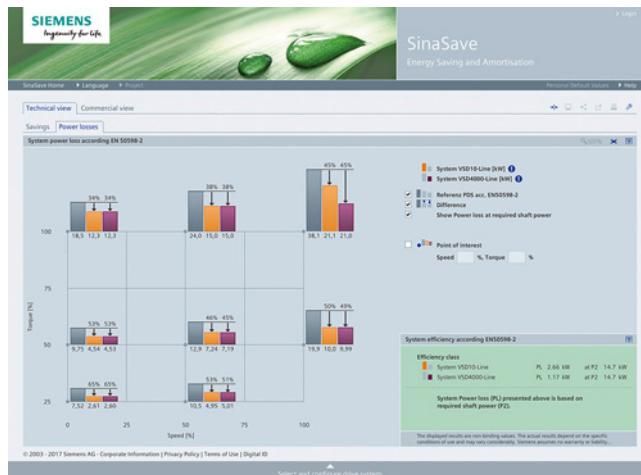 SIEMENS
Ingenuity for life
Login
SinaSave
Energy Saving and Amortisation
SinaSave Home Language Project
Personal Default Values Help
Technical view Commercial view
Savings Power losses
System power loss according EN 50598-2
100%
45% 45%
38% 38%
34% 34%
18,5 12,3 12,3
24,0 15,0 15,0
38,1 21,1 21,0
53% 53%
46% 45%
50% 49%
9,75 4,54 4,53
12,9 7,24 7,19
19,9 10,0 9,99
65% 65%
53% 51%
7,52 2,61 2,60
10,5 4,95 5,01
100
75
50
25
Torque [%]
0 25 50 75 100
Speed [%]
System VSD10-Line [kW]
System VSD4000-Line [kW]
Referenz PDS acc. EN50598-2
Difference
Show Power loss at required shaft power
Point of interest
Speed %, Torque %
System efficiency according EN50598-2
Efficiency class
System VSD10-Line PL 2.66 kW at P2 14.7 kW
System VSD4000-Line PL 1.17 kW at P2 14.7 kW
System Power loss (PL) presented above is based on
required shaft power (P2).
The displayed results are non-binding values. The actual results depend on the specific
conditions of use and may vary considerably. Siemens assumes no warranty or liability...
© 2003 - 2017 Siemens AG - Corporate Information | Privacy Policy | Terms of Use | Digital ID
Select and configure drive system